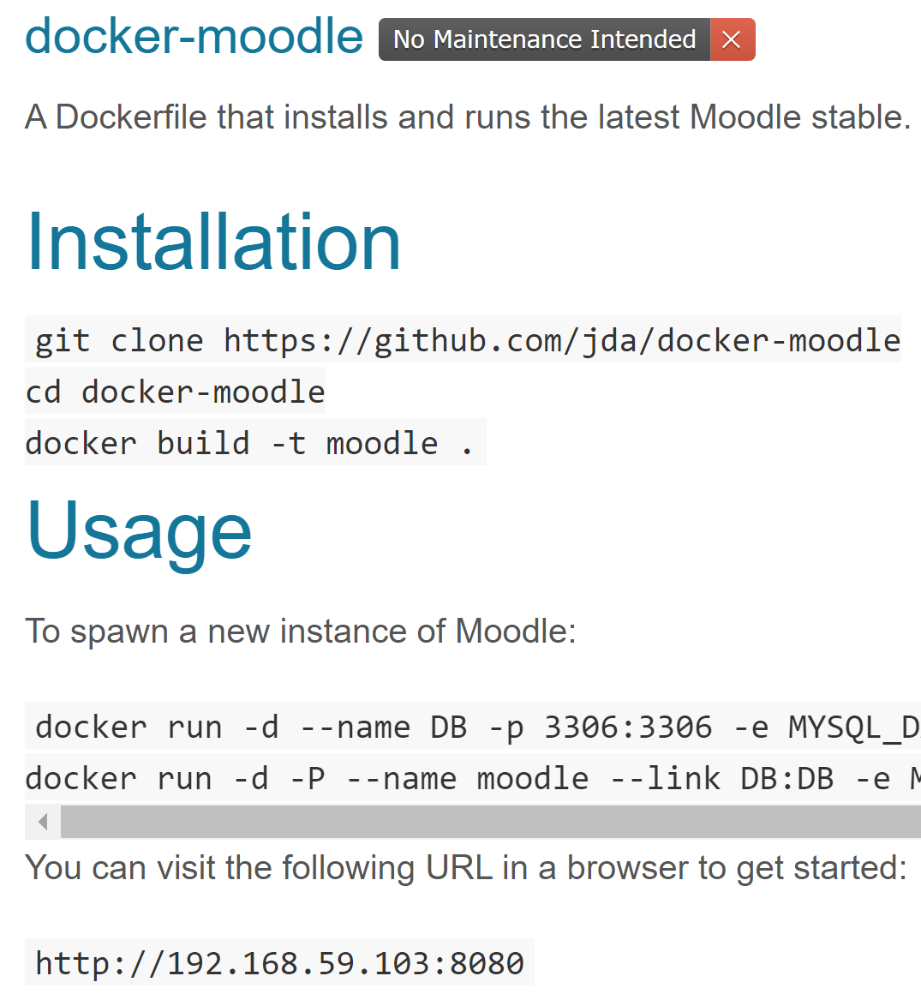 docker-moodle No Maintenance Intended ×
A Dockerfile that installs and runs the latest Moodle stable.
Installation
git clone https://github.com/jda/docker-moodle
cd docker-moodle
docker build -t moodle .
Usage
To spawn a new instance of Moodle:
docker run -d --name DB -p 3306:3306 -e MYSQL_D
docker run -d -P --name moodle --link DB:DB -e M
You can visit the following URL in a browser to get started:
http://192.168.59.103:8080